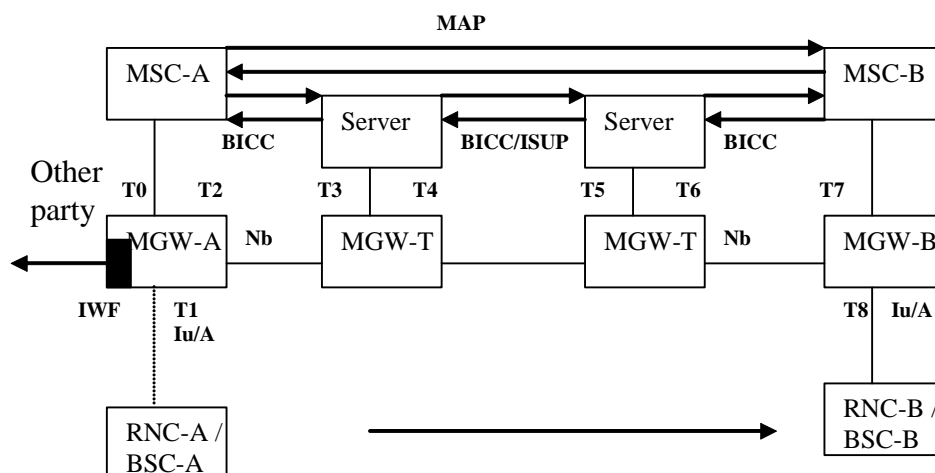 MAP
MSC-A
MSC-B
Server
Server
BICC
BICC/ISUP
BICC
Other
party
T0
T2
T3
T4
T5
T6
T7
MGW-A
Nb
MGW-T
MGW-T
Nb
MGW-B
IWF
T1
Iu/A
T8
Iu/A
RNC-A /
BSC-A
RNC-B /
BSC-B